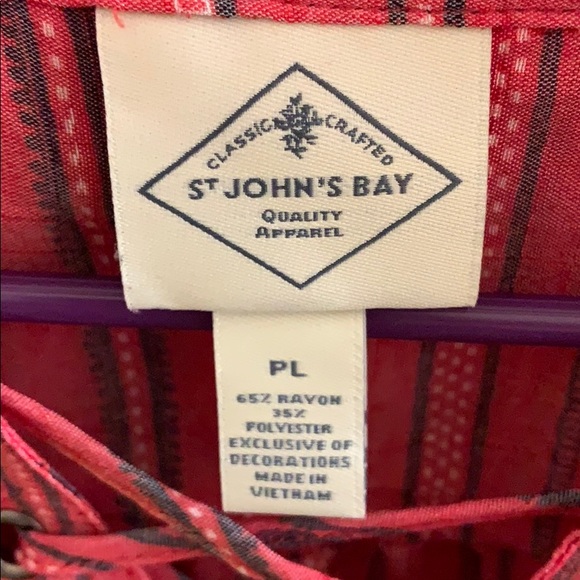 CLASSIC CRAFTED
ST JOHN'S BAY
QUALITY
APPAREL
PL
65% RAYON
35%
POLYESTER
EXCLUSIVE OF
DECORATIONS
MADE IN
VIETNAM